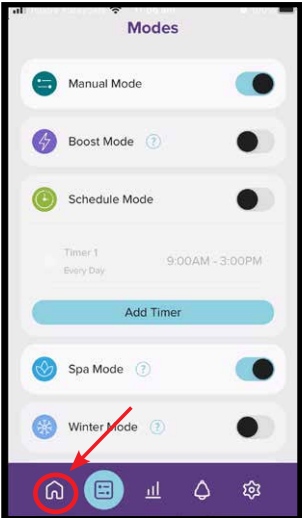 Modes
Manual Mode
Boost Mode ?
Schedule Mode
Timer 1
Every Day
9:00AM - 3:00PM
Add Timer
Spa Mode ?
Winter Mode ?